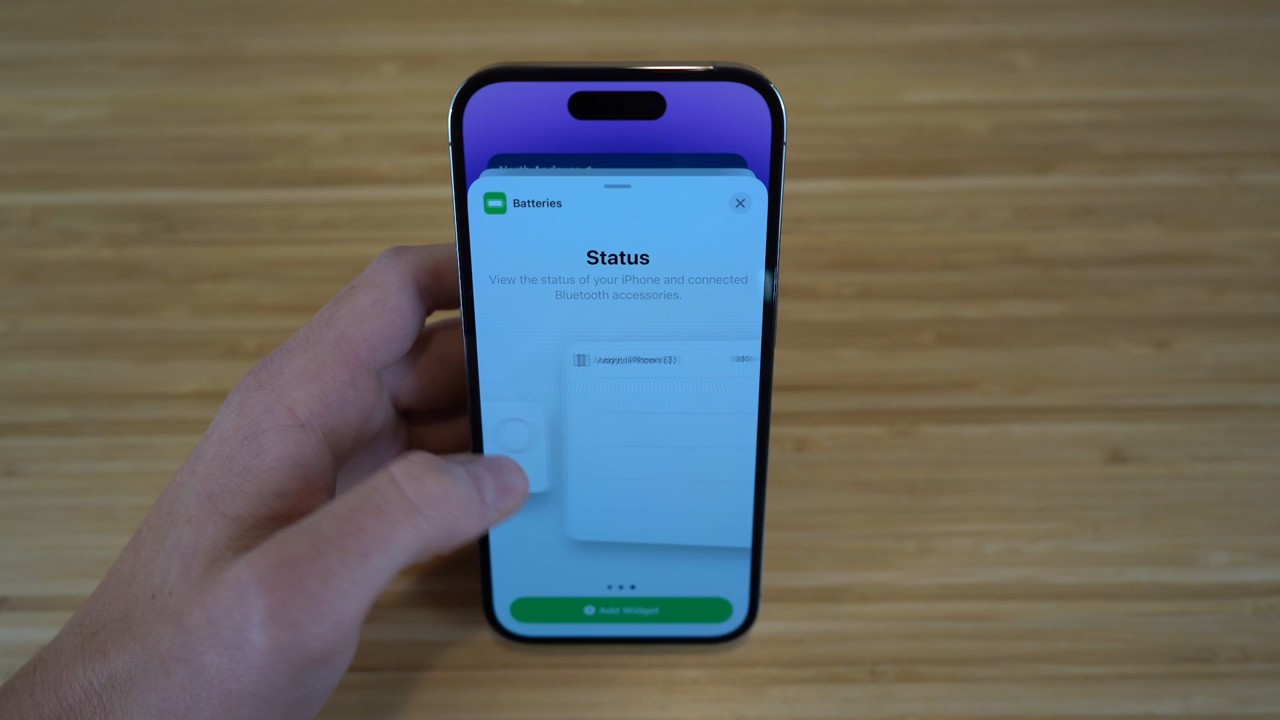 Batteries
Status
View the status of your iPhone and connected
Bluetooth accessories.
Add Widget